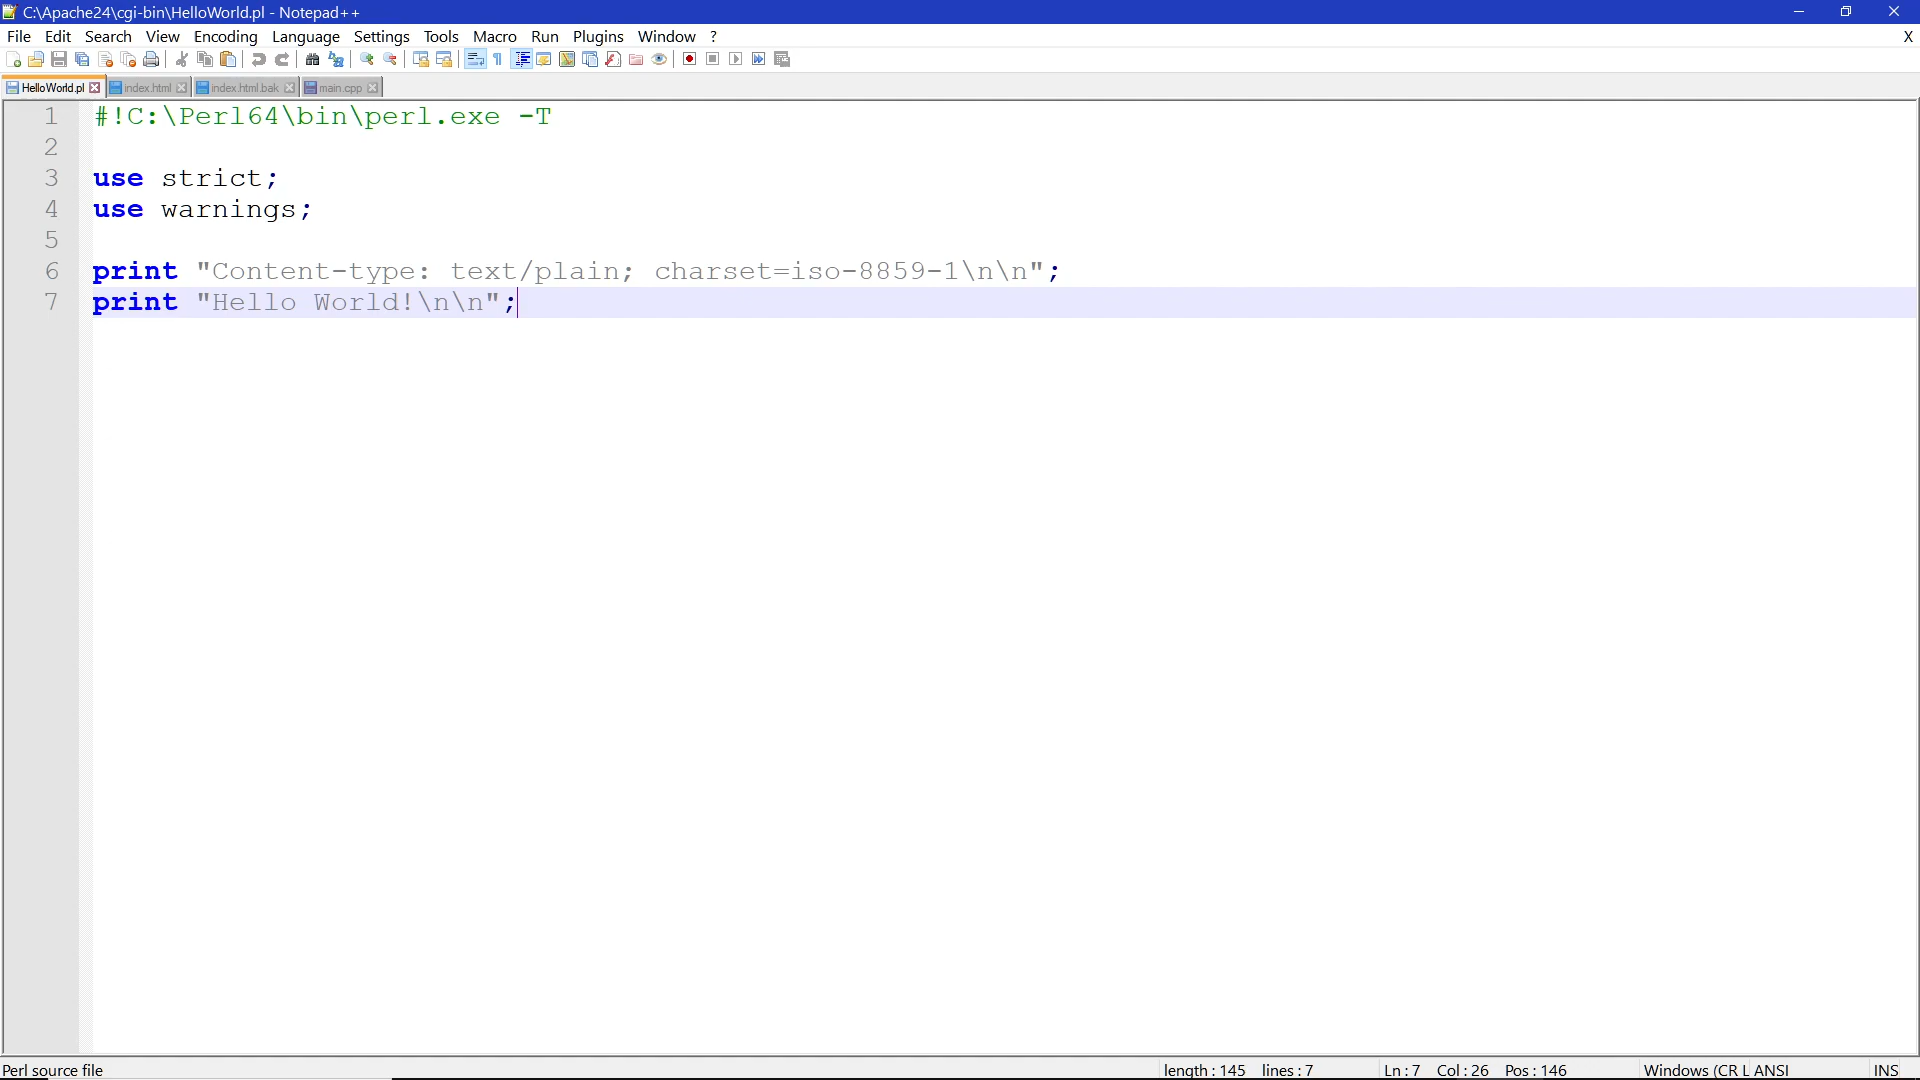 C:\Apache24\cgi-bin\HelloWorld.pl - Notepad++
File Edit Search View Encoding Language Settings Tools Macro Run Plugins Window ? X
HelloWorld.pl index.html index.html.bak main.cpp
1 #!C:\Perl64\bin\perl.exe -T
2
3 use strict;
4 use warnings;
5
6 print "Content-type: text/plain; charset=iso-8859-1\n\n";
7 print "Hello World!\n\n";
Perl source file length : 145 lines : 7 Ln : 7 Col : 26 Pos : 146 Windows (CR L ANSI INS